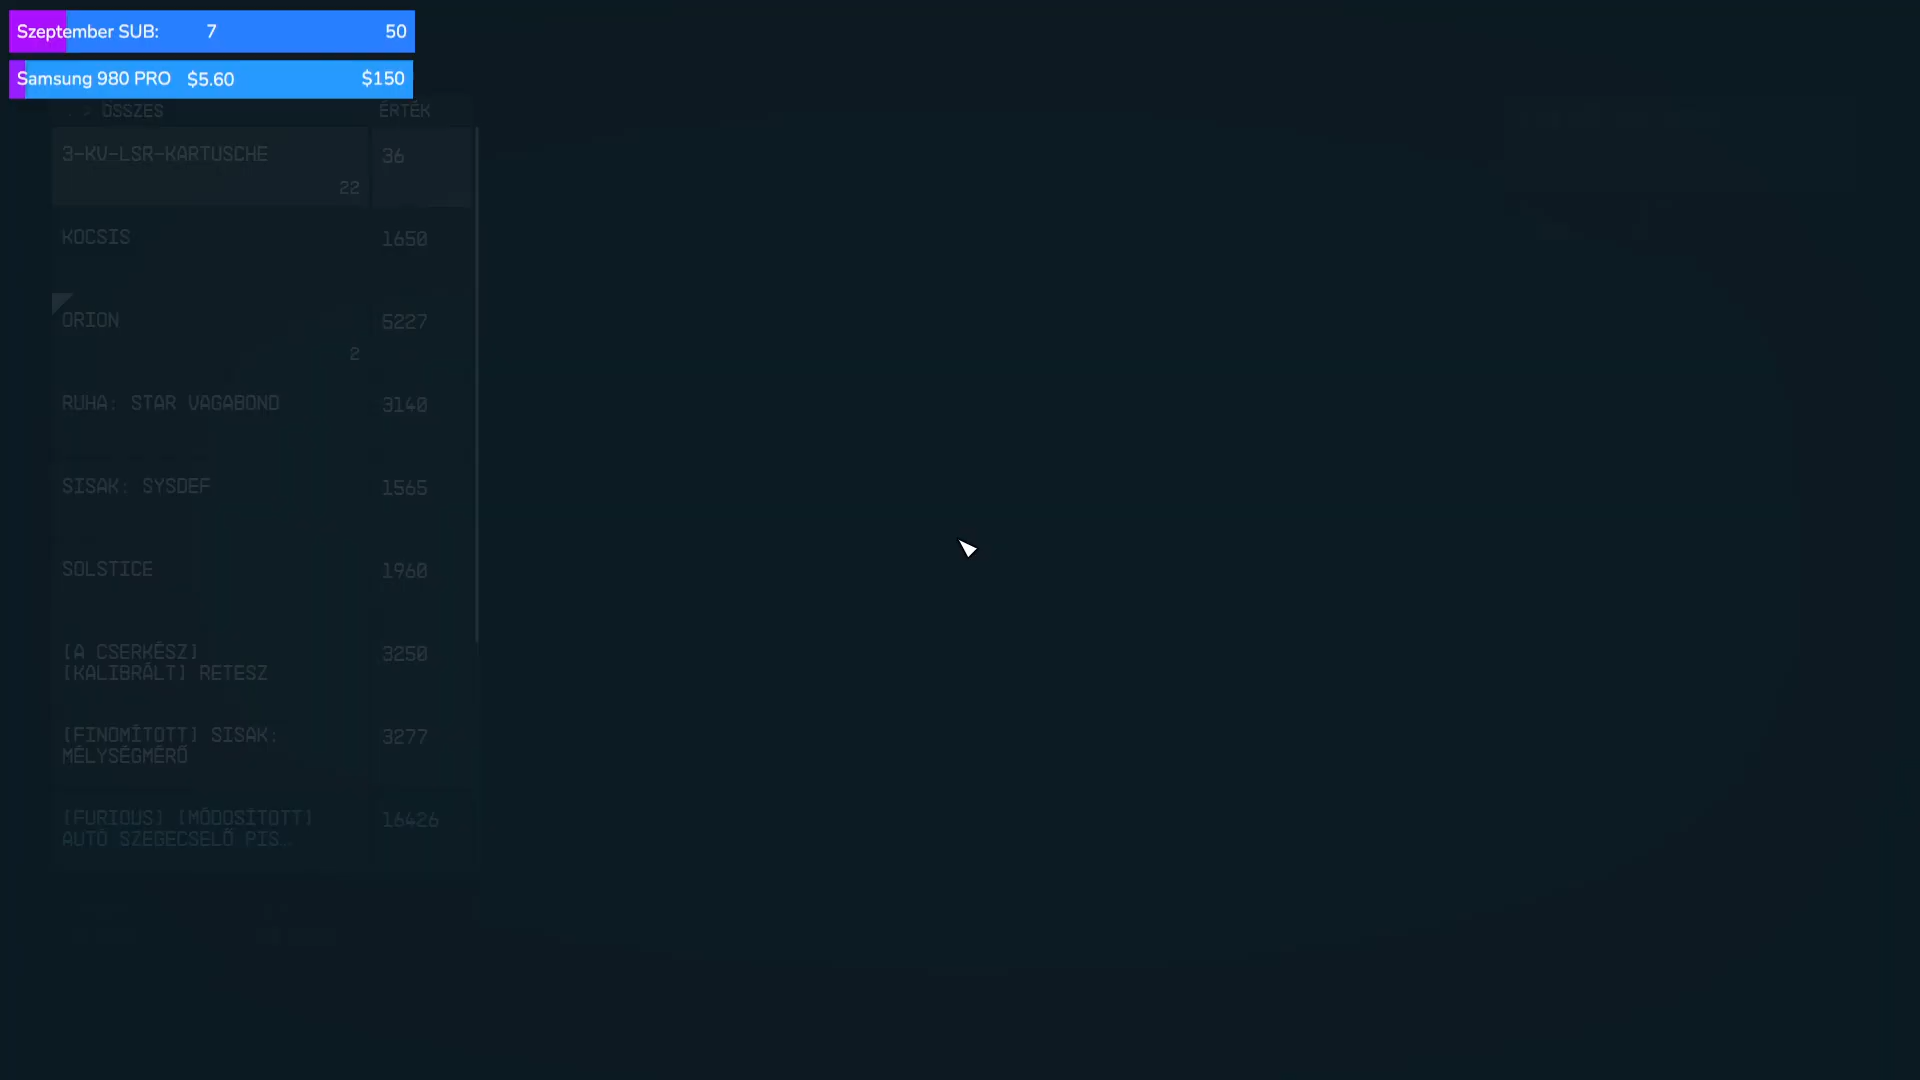 Szeptember SUB: 7 50
Samsung 980 PRO $5.60 $150
ÖSSZES ÉRTÉK
3-KV-LSR-KARTUSCHE 36
22
KOCSIS 1650
ORION 5227
2
RUHA: STAR VAGABOND 3140
SISAK: SYSDEF 1565
SOLSTICE 1960
[A CSERKÉSZ] 3250
[KALIBRÁLT] RETESZ
[FINOMÍTOTT] SISAK: 3277
MÉLYSÉGMÉRŐ
[FURIOUS] [MÓDOSÍTOTT] 16426
AUTÓ SZEGECSELŐ PIS...